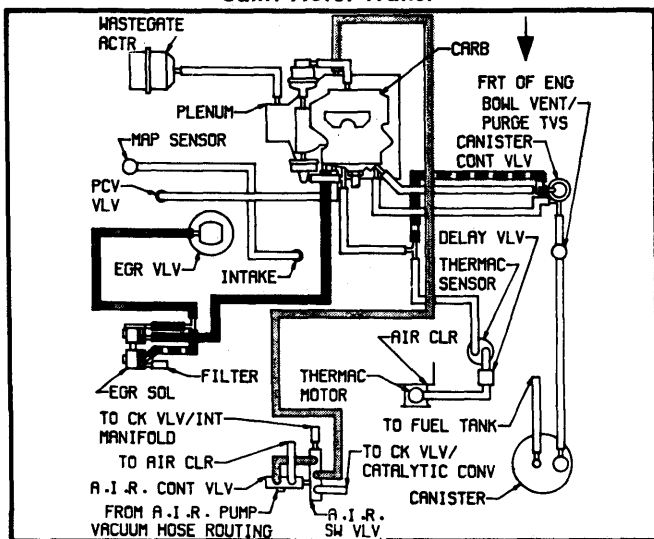 WASTEGATE
ACTR
CARB
PLENUM
FRT OF ENG
BOWL VENT/
PURGE TVS
MAP SENSOR
CANISTER
CONT VLV
PCV
VLV
DELAY VLV
EGR VLV
INTAKE
THERMAC
SENSOR
AIR CLR
EGR SOL
FILTER
THERMAC
MOTOR
TO CK VLV/INT
MANIFOLD
TO FUEL TANK
TO AIR CLR
TO CK VLV/
CATALYTIC CONV
A.I.R. CONT VLV
CANISTER
FROM A.I.R. PUMP
VACUUM HOSE ROUTING
A.I.R.
SW VLV